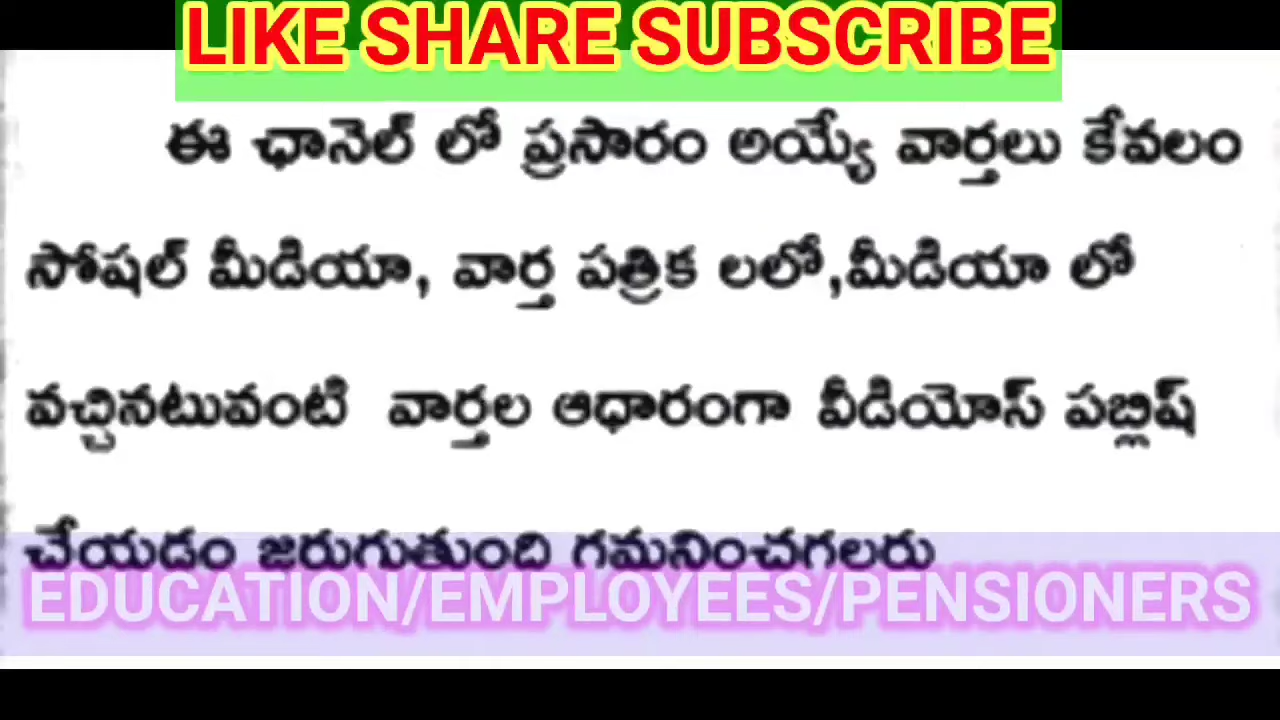 LIKE SHARE SUBSCRIBE
ఈ ఛానెల్ లో ప్రసారం అయ్యే వార్తలు కేవలం
సోషల్ మీడియా, వార్త పత్రిక లలో,మీడియా లో
వచ్చినటువంటి వార్తల ఆధారంగా వీడియోస్ పబ్లిష్
చేయడం జరుగుతుంది గమనించగలరు
EDUCATION/EMPLOYEES/PENSIONERS